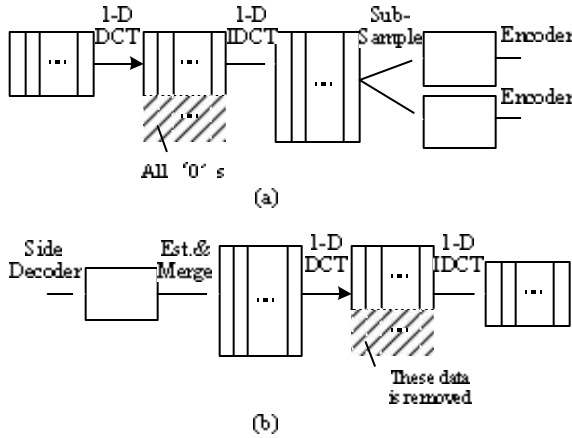 1-D
DCT
1-D
IDCT
Sub-
Sample
Encoder
Encoder
All '0' s
(a)
Side
Decoder
Est.&
Merge
1-D
DCT
1-D
IDCT
These data
is removed
(b)